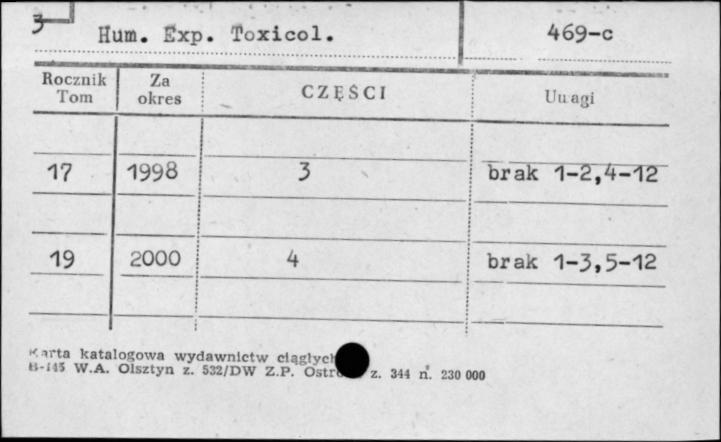 3
Hum. Exp. Toxicol. 469-c
Rocznik Tom Za okres CZĘŚCI Uwagi
17 1998 3 brak 1-2,4-12
19 2000 4 brak 1-3,5-12
Karta katalogowa wydawnictw ciągłych
B-145 W.A. Olsztyn z. 532/DW Z.P. z. 344 n. 230 000